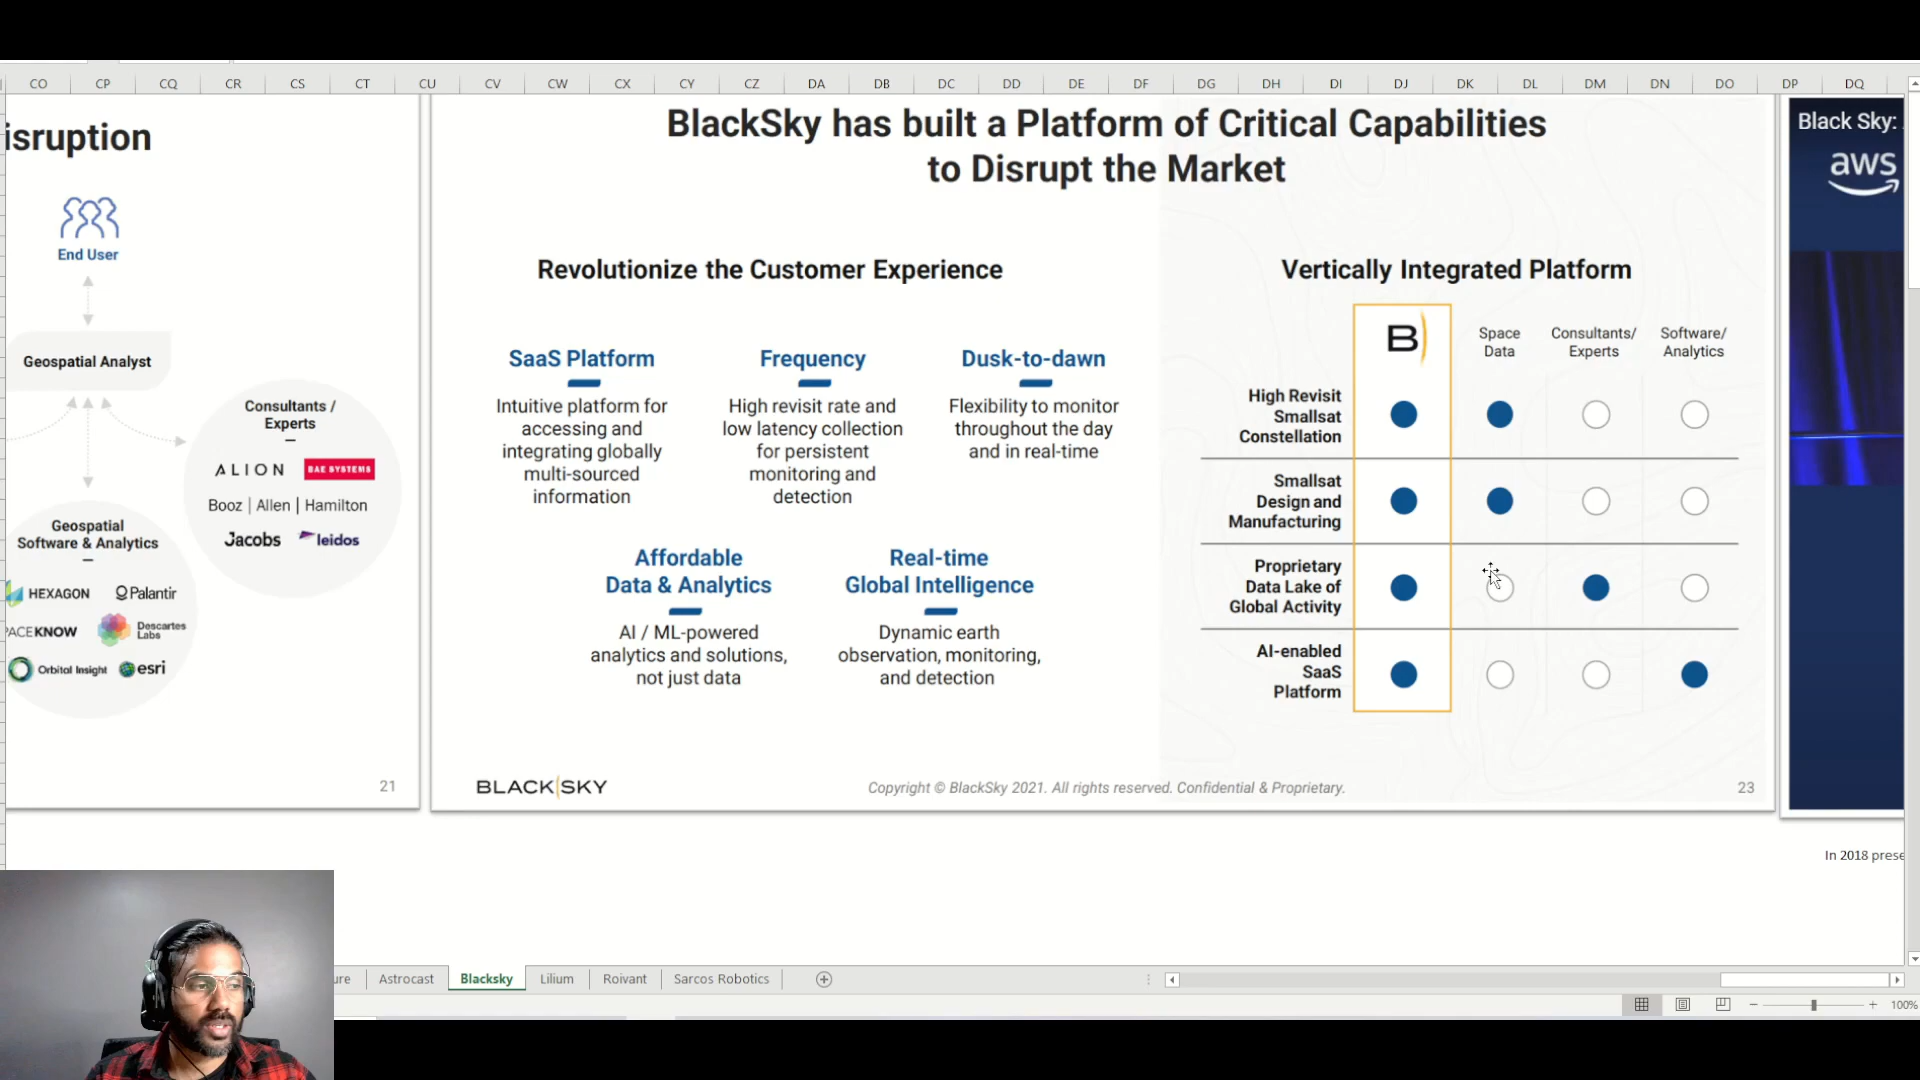 CO CP CQ CR CS CT CU CV CW CX CY CZ DA DB DC DD DE DF DG DH DI DJ DK DL DM DN DO DP DQ
isruption
End User
Geospatial Analyst
Consultants /
Experts
ALION BAE SYSTEMS
Booz | Allen | Hamilton
Jacobs leidos
Geospatial
Software & Analytics
HEXAGON Palantir
ACEKNOW Descartes
Labs
Orbital Insight esri
21
BlackSky has built a Platform of Critical Capabilities
to Disrupt the Market
Revolutionize the Customer Experience
SaaS Platform
Intuitive platform for
accessing and
integrating globally
multi-sourced
information
Frequency
High revisit rate and
low latency collection
for persistent
monitoring and
detection
Dusk-to-dawn
Flexibility to monitor
throughout the day
and in real-time
Affordable
Data & Analytics
AI / ML-powered
analytics and solutions,
not just data
Real-time
Global Intelligence
Dynamic earth
observation, monitoring,
and detection
Vertically Integrated Platform
B
Space
Data
Consultants/
Experts
Software/
Analytics
High Revisit
Smallsat
Constellation
Smallsat
Design and
Manufacturing
Proprietary
Data Lake of
Global Activity
AI-enabled
SaaS
Platform
BLACK SKY
Copyright © BlackSky 2021. All rights reserved. Confidential & Proprietary.
23
Black Sky:
aws
In 2018 prese
ure Astrocast Blacksky Lilium Roivant Sarcos Robotics
100%